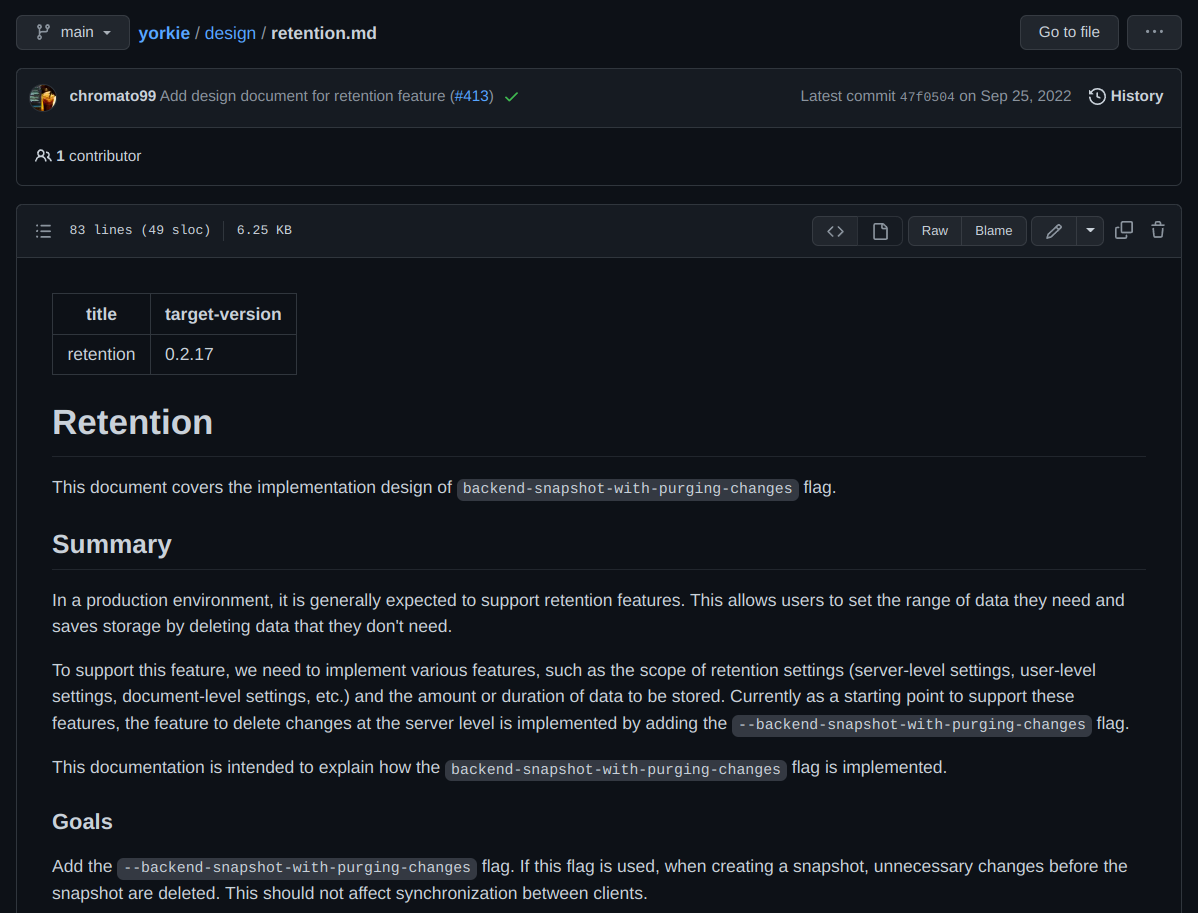 main yorkie / design / retention.md Go to file ...
chromato99 Add design document for retention feature (#413) Latest commit 47f0504 on Sep 25, 2022 History
1 contributor
83 lines (49 sloc) 6.25 KB Raw Blame
title target-version
retention 0.2.17
Retention
This document covers the implementation design of backend-snapshot-with-purging-changes flag.
Summary
In a production environment, it is generally expected to support retention features. This allows users to set the range of data they need and
saves storage by deleting data that they don't need.
To support this feature, we need to implement various features, such as the scope of retention settings (server-level settings, user-level
settings, document-level settings, etc.) and the amount or duration of data to be stored. Currently as a starting point to support these
features, the feature to delete changes at the server level is implemented by adding the --backend-snapshot-with-purging-changes flag.
This documentation is intended to explain how the backend-snapshot-with-purging-changes flag is implemented.
Goals
Add the --backend-snapshot-with-purging-changes flag. If this flag is used, when creating a snapshot, unnecessary changes before the
snapshot are deleted. This should not affect synchronization between clients.